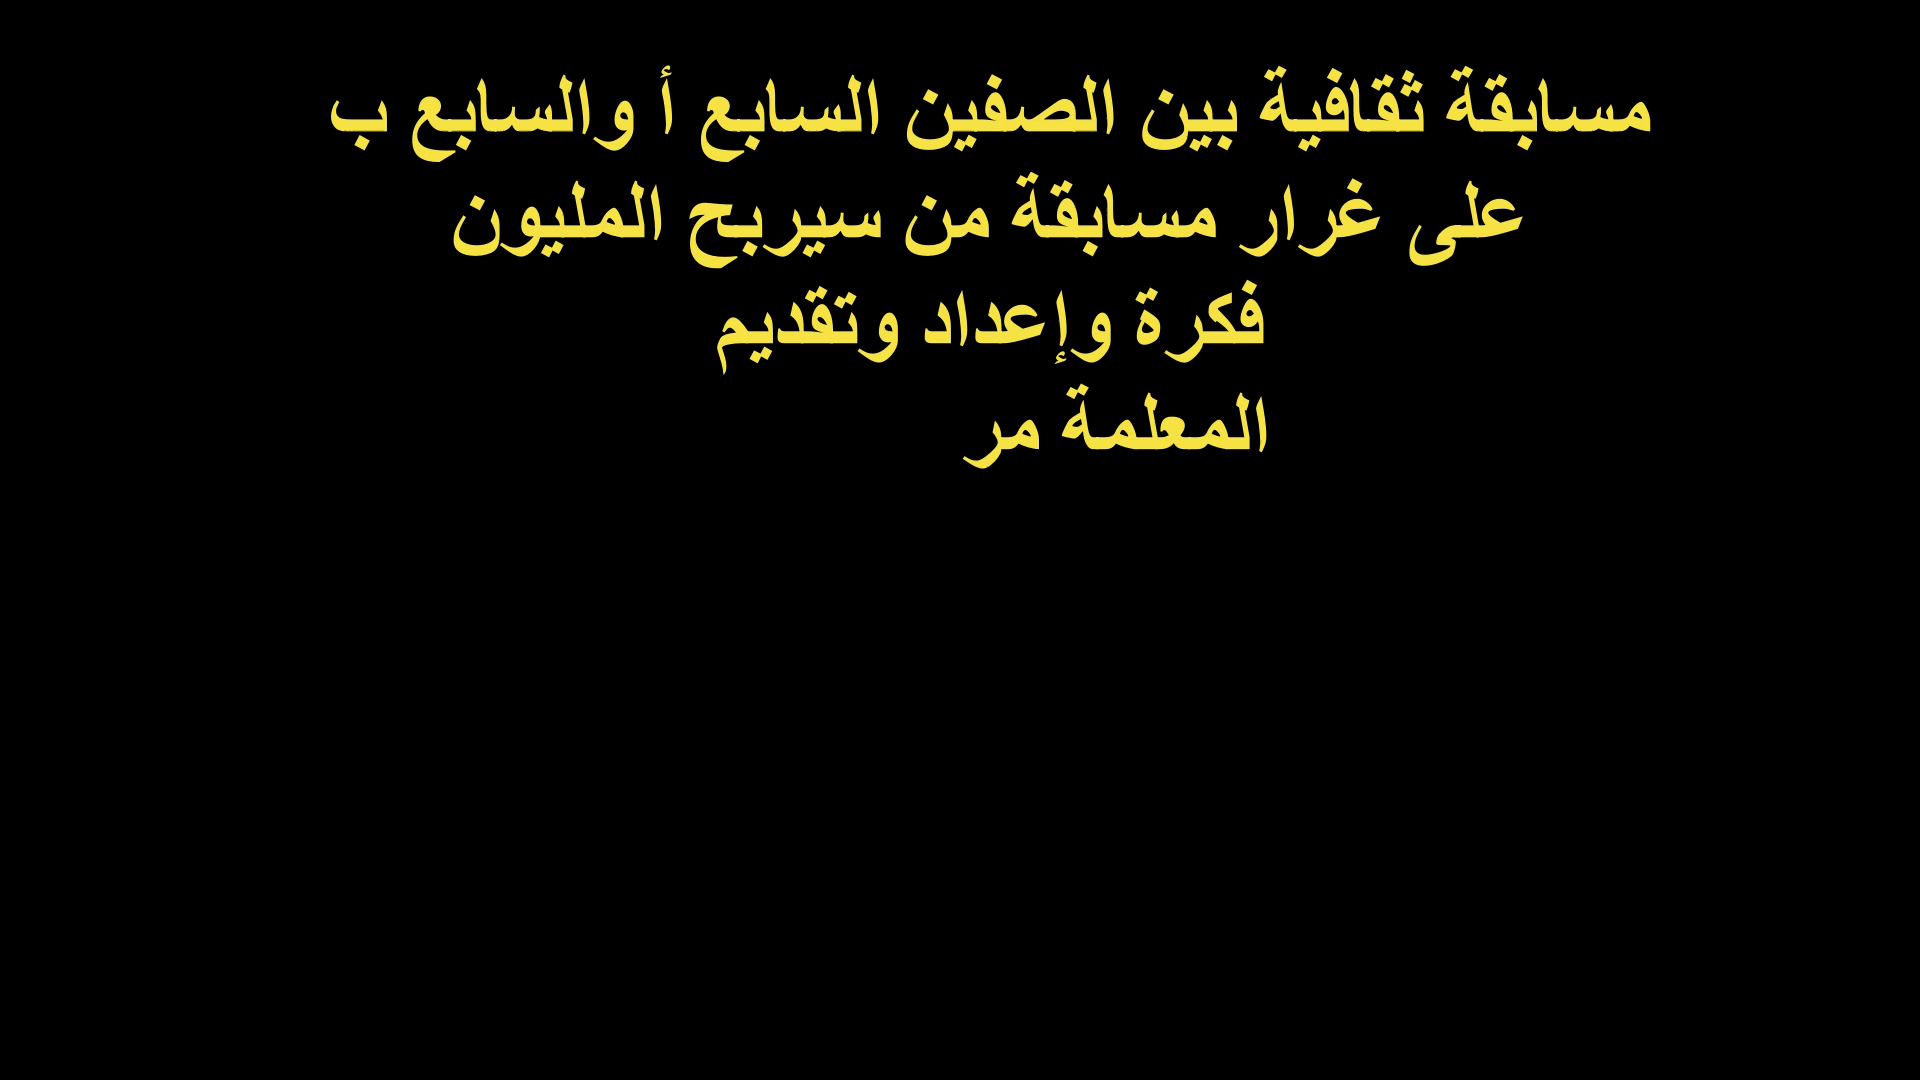 مسابقة ثقافية بين الصفين السابع أ والسابع ب
على غرار مسابقة من سيربح المليون
فكرة وإعداد وتقديم
المعلمة مر